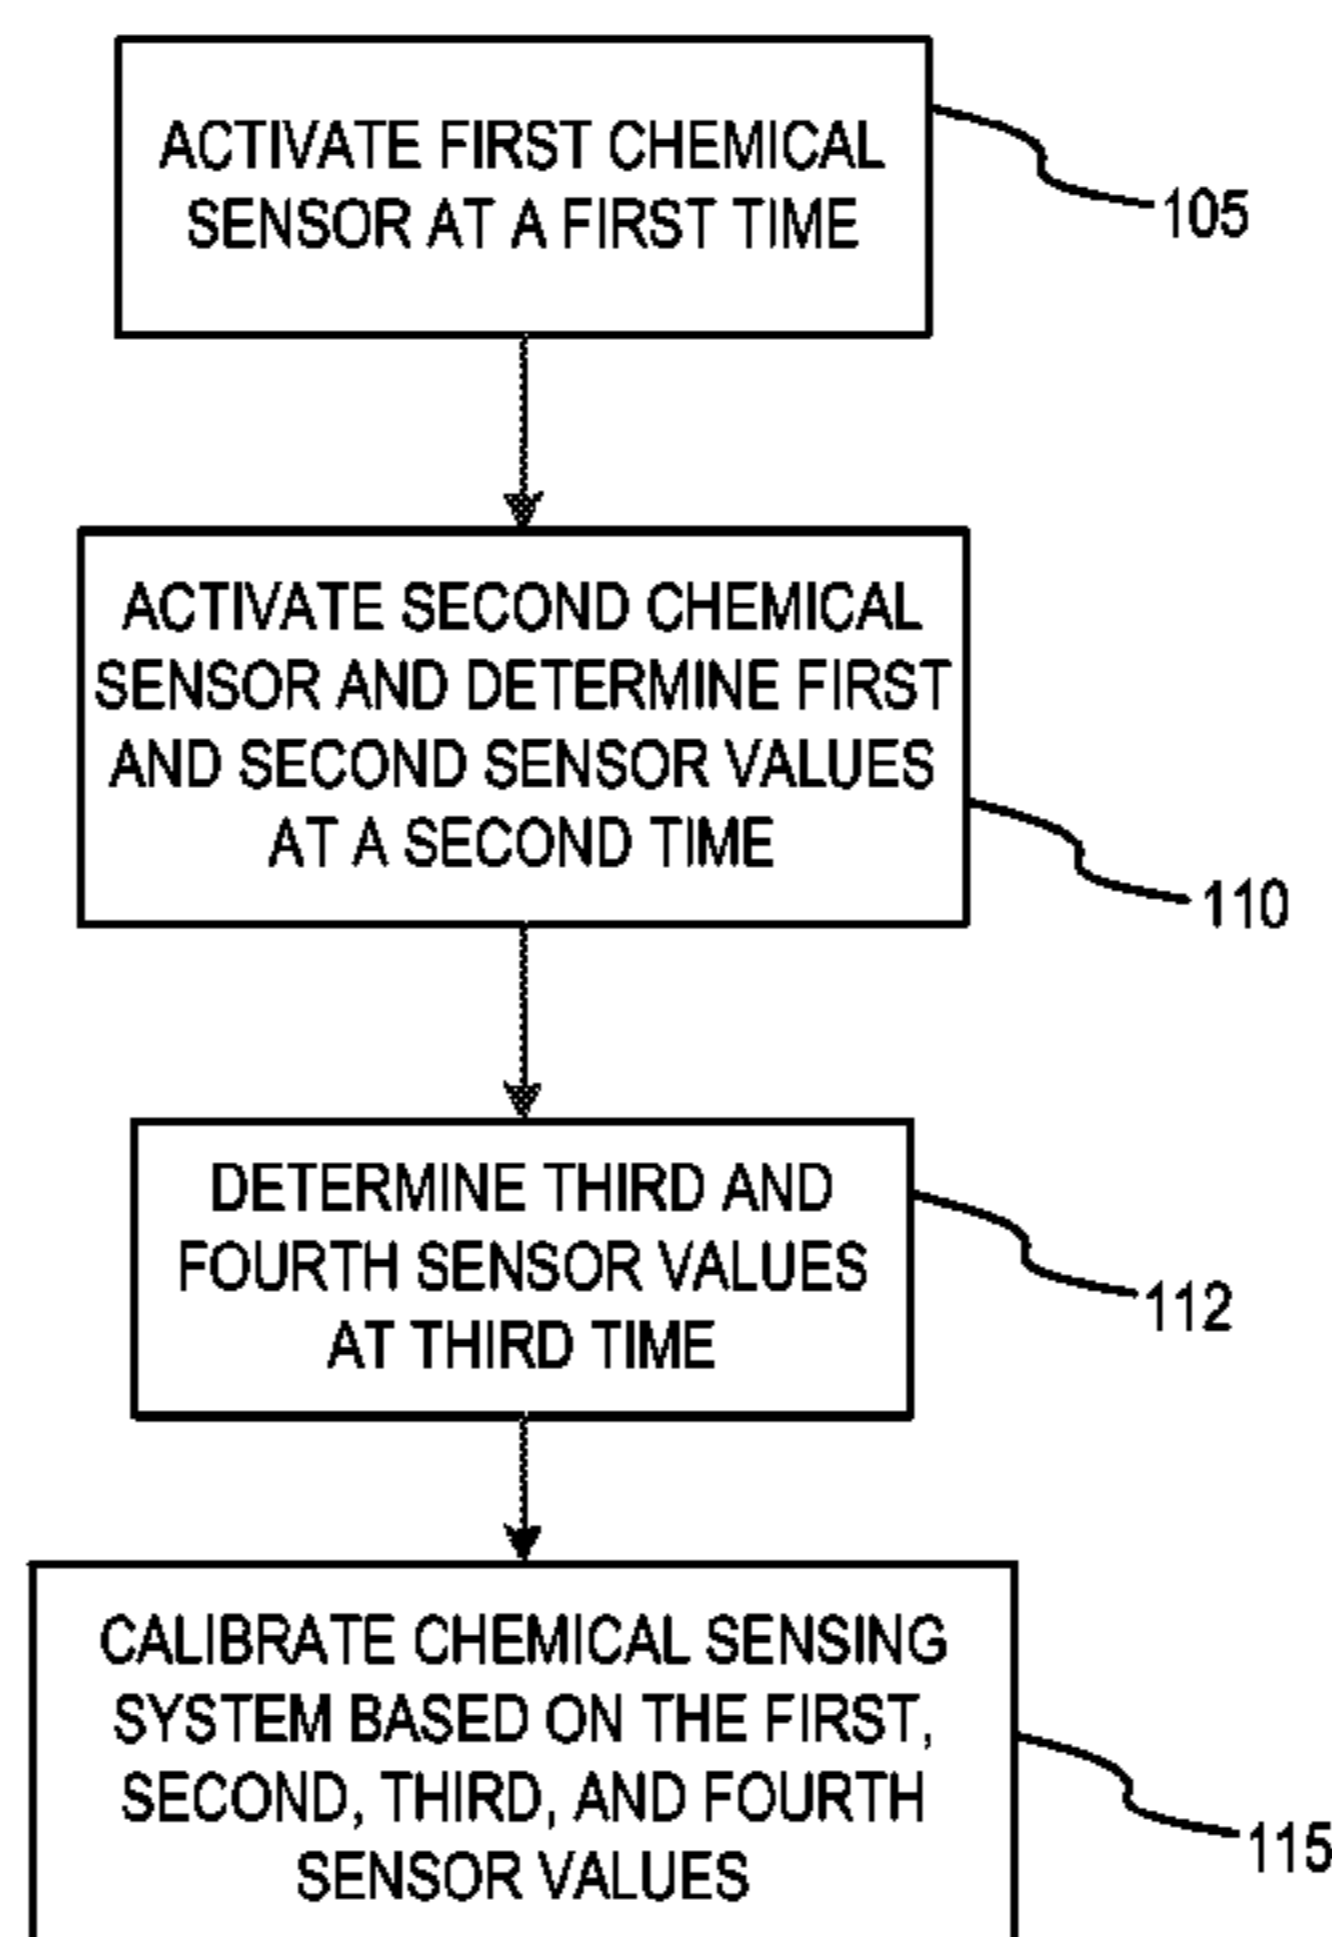 ACTIVATE FIRST CHEMICAL
SENSOR AT A FIRST TIME
105
ACTIVATE SECOND CHEMICAL
SENSOR AND DETERMINE FIRST
AND SECOND SENSOR VALUES
AT A SECOND TIME
110
DETERMINE THIRD AND
FOURTH SENSOR VALUES
AT THIRD TIME
112
CALIBRATE CHEMICAL SENSING
SYSTEM BASED ON THE FIRST,
SECOND, THIRD, AND FOURTH
SENSOR VALUES
115